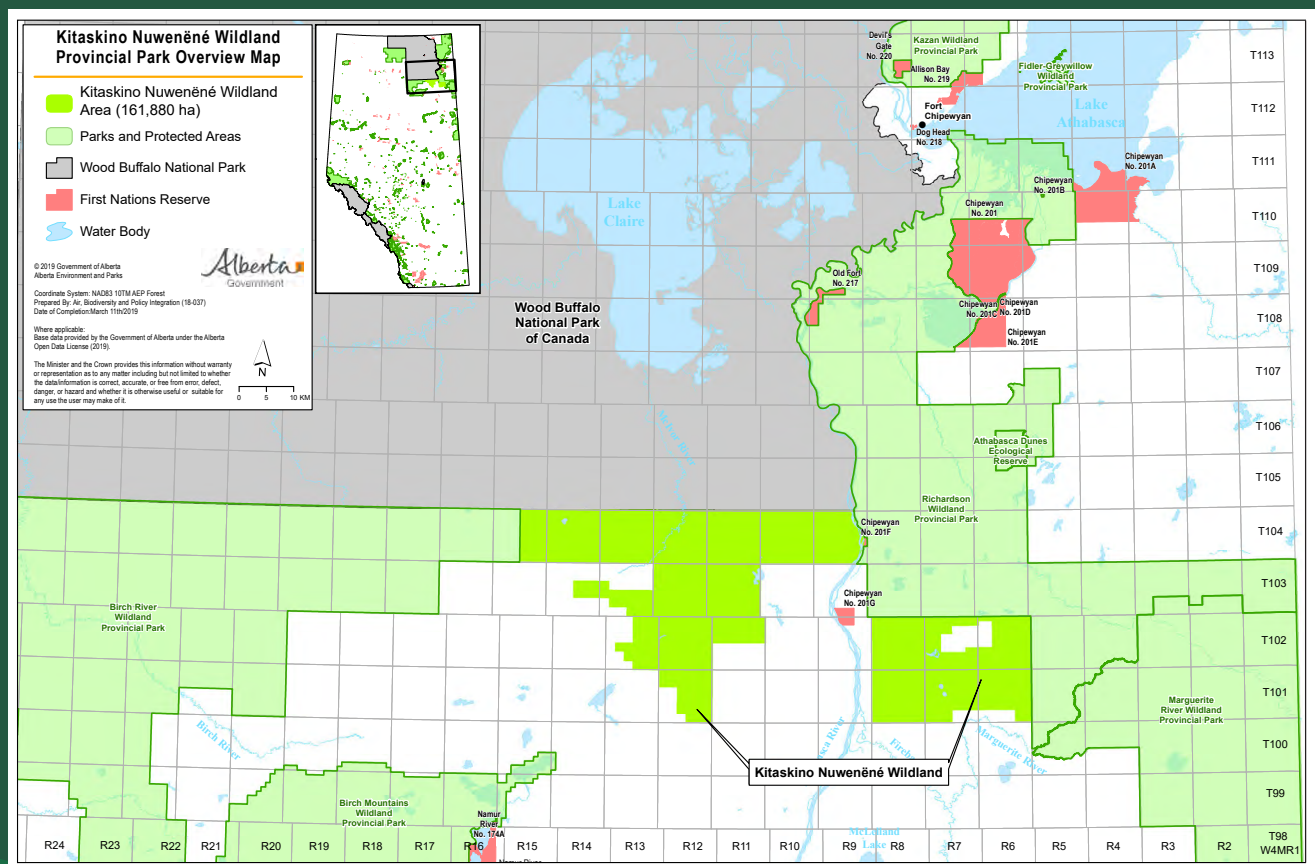 Kitaskino Nuwenëné Wildland
Provincial Park Overview Map
Kitaskino Nuwenëné Wildland
Area (161,880 ha)
Parks and Protected Areas
Wood Buffalo National Park
First Nations Reserve
Water Body
Alberta
Government
© 2019 Government of Alberta
Alberta Environment and Parks
Coordinate System: NAD83 10TM AEP Forest
Prepared By: Air, Biodiversity and Policy Integration (18-037)
Date of Completion:March 11th/2019
Where applicable:
Base data provided by the Government of Alberta under the Alberta
Open Data License (2019).
The Minister and the Crown provides this information without warranty
or representation as to any matter including but not limited to whether
the data/information is correct, accurate, or free from error, defect,
danger, or hazard and whether it is otherwise useful or suitable for
any use the user may make of it.
N
0 5 10 KM
Devil's
Gate
No. 220
Kazan Wildland
Provincial Park
Allison Bay
No. 219
Fidler-Greywillow
Wildland
Provincial Park
Fort
Chipewyan
Dog Head
No. 218
Lake
Athabasca
Chipewyan
No. 201A
Chipewyan
No. 201B
Chipewyan
No. 201
Lake
Claire
Old Fort
No. 217
Wood Buffalo
National Park
of Canada
Chipewyan
No. 201C
Chipewyan
No. 201D
Chipewyan
No. 201E
McIvor River
Athabasca Dunes
Ecological
Reserve
Richardson
Wildland
Provincial Park
Chipewyan
No. 201F
Chipewyan
No. 201G
Birch River
Wildland
Provincial Park
Marguerite
River Wildland
Provincial Park
Birch River
Marguerite River
Kitaskino Nuwenëné Wildland
Birch Mountains
Wildland
Provincial Park
Namur
River
No. 174A
McLelland
Lake
T113
T112
T111
T110
T109
T108
T107
T106
T105
T104
T103
T102
T101
T100
T99
T98
W4MR1
R24 R23 R22 R21 R20 R19 R18 R17 R16 R15 R14 R13 R12 R11 R10 R9 R8 R7 R6 R5 R4 R3 R2